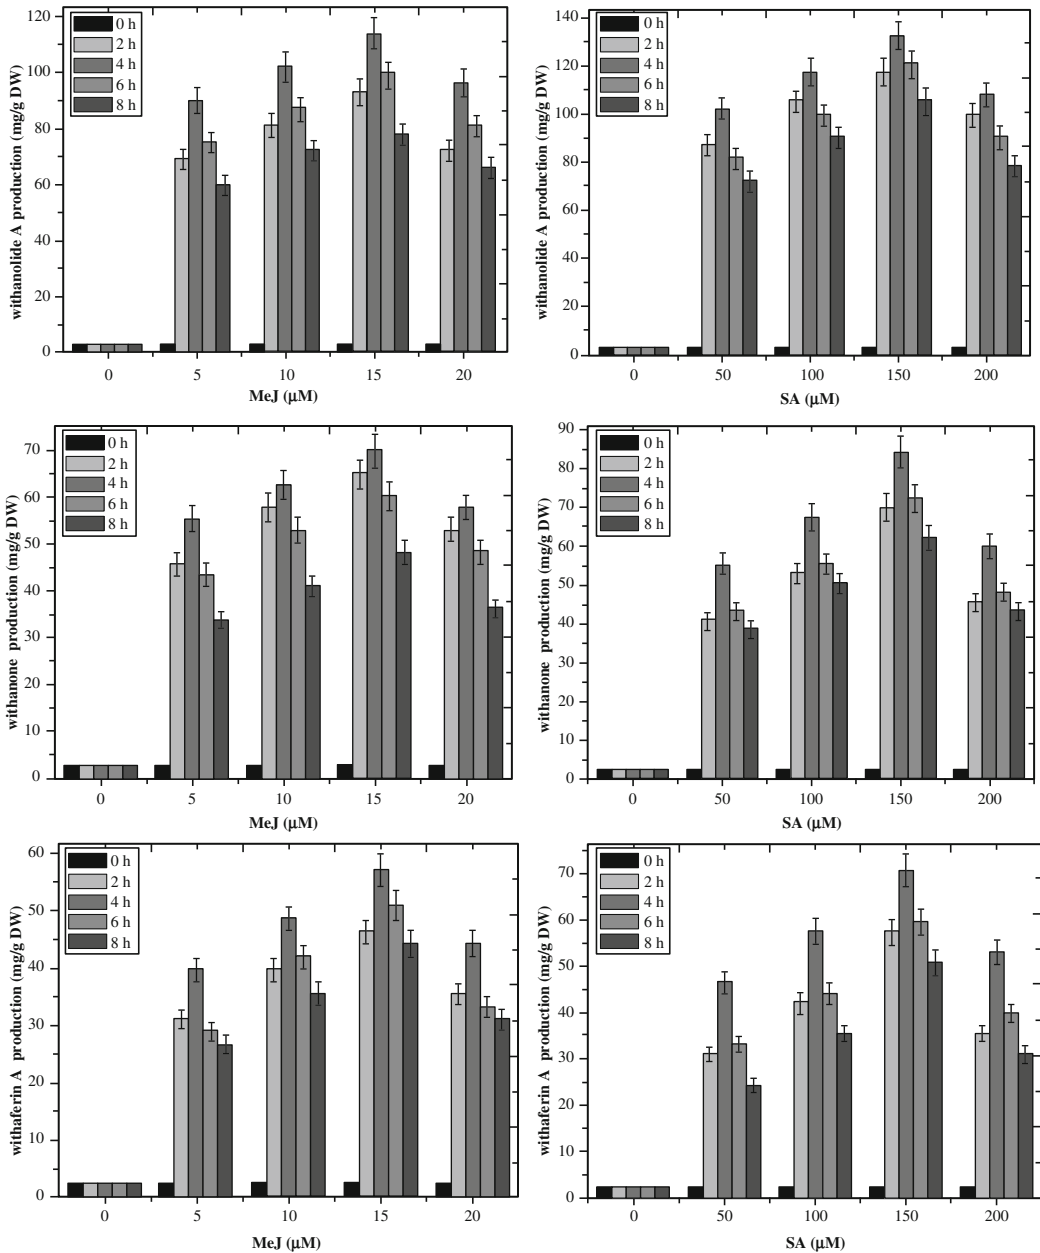 withanolide A production (mg/g DW)
120
100
80
60
40
20
0
0 h
2 h
4 h
6 h
8 h
0
5
10
15
20
MeJ (µM)
withanolide A production (mg/g DW)
140
120
100
80
60
40
20
0
0 h
2 h
4 h
6 h
8 h
0
50
100
150
200
SA (µM)
withanone production (mg/g DW)
70
60
50
40
30
20
10
0
0 h
2 h
4 h
6 h
8 h
0
5
10
15
20
MeJ (µM)
withanone production (mg/g DW)
90
80
70
60
50
40
30
20
10
0
0 h
2 h
4 h
6 h
8 h
0
50
100
150
200
SA (µM)
withaferin A production (mg/g DW)
60
50
40
30
20
10
0
0 h
2 h
4 h
6 h
8 h
0
5
10
15
20
MeJ (µM)
withaferin A production (mg/g DW)
70
60
50
40
30
20
10
0
0 h
2 h
4 h
6 h
8 h
0
50
100
150
200
SA (µM)